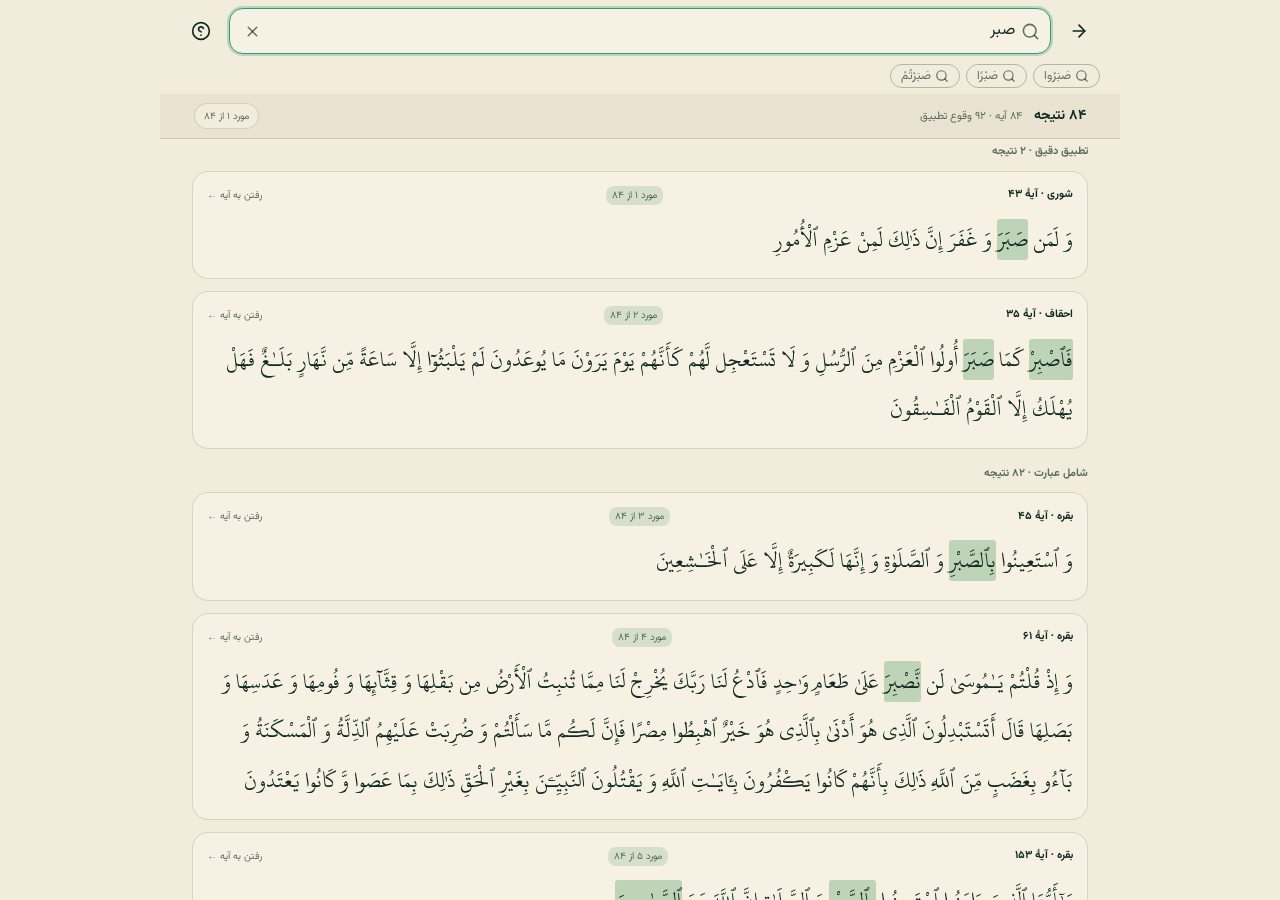 صبر
صَبَرُوا
صَبْرًا
صَبَرْتُمْ
۸۴ نتیجه ۸۴ آیه · ۹۲ وقوع تطبیق مورد ۱ از ۸۴
تطبیق دقیق · ۲ نتیجه
شوری · آیهٔ ۴۳ مورد ۱ از ۸۴ رفتن به آیه ←
وَ لَمَن صَبَرَ وَ غَفَرَ إِنَّ ذَٰلِكَ لَمِنْ عَزْمِ ٱلْأُمُورِ
احقاف · آیهٔ ۳۵ مورد ۲ از ۸۴ رفتن به آیه ←
فَٱصْبِرْ كَمَا صَبَرَ أُولُوا ٱلْعَزْمِ مِنَ ٱلرُّسُلِ وَ لَا تَسْتَعْجِل لَّهُمْ كَأَنَّهُمْ يَوْمَ يَرَوْنَ مَا يُوعَدُونَ لَمْ يَلْبَثُوٓا إِلَّا سَاعَةً مِّن نَّهَارٍ بَلَـٰغٌ فَهَلْ
يُهْلَكُ إِلَّا ٱلْقَوْمُ ٱلْفَـٰسِقُونَ
شامل عبارت · ۸۲ نتیجه
بقره · آیهٔ ۴۵ مورد ۳ از ۸۴ رفتن به آیه ←
وَ ٱسْتَعِينُوا بِٱلصَّبْرِ وَ ٱلصَّلَوٰةِ وَ إِنَّهَا لَكَبِيرَةٌ إِلَّا عَلَى ٱلْخَـٰشِعِينَ
بقره · آیهٔ ۶۱ مورد ۴ از ۸۴ رفتن به آیه ←
وَ إِذْ قُلْتُمْ يَـٰمُوسَىٰ لَن نَّصْبِرَ عَلَىٰ طَعَامٍ وَٰحِدٍ فَٱدْعُ لَنَا رَبَّكَ يُخْرِجْ لَنَا مِمَّا تُنبِتُ ٱلْأَرْضُ مِن بَقْلِهَا وَ قِثَّآئِهَا وَ فُومِهَا وَ عَدَسِهَا وَ
بَصَلِهَا قَالَ أَتَسْتَبْدِلُونَ ٱلَّذِى هُوَ أَدْنَىٰ بِٱلَّذِى هُوَ خَيْرٌ ٱهْبِطُوا مِصْرًا فَإِنَّ لَكُم مَّا سَأَلْتُمْ وَ ضُرِبَتْ عَلَيْهِمُ ٱلذِّلَّةُ وَ ٱلْمَسْكَنَةُ وَ
بَآءُو بِغَضَبٍ مِّنَ ٱللَّهِ ذَٰلِكَ بِأَنَّهُمْ كَانُوا يَكْفُرُونَ بِـَٔايَـٰتِ ٱللَّهِ وَ يَقْتُلُونَ ٱلنَّبِيِّـۧنَ بِغَيْرِ ٱلْحَقِّ ذَٰلِكَ بِمَا عَصَوا وَّ كَانُوا يَعْتَدُونَ
بقره · آیهٔ ۱۵۳ مورد ۵ از ۸۴ رفتن به آیه ←